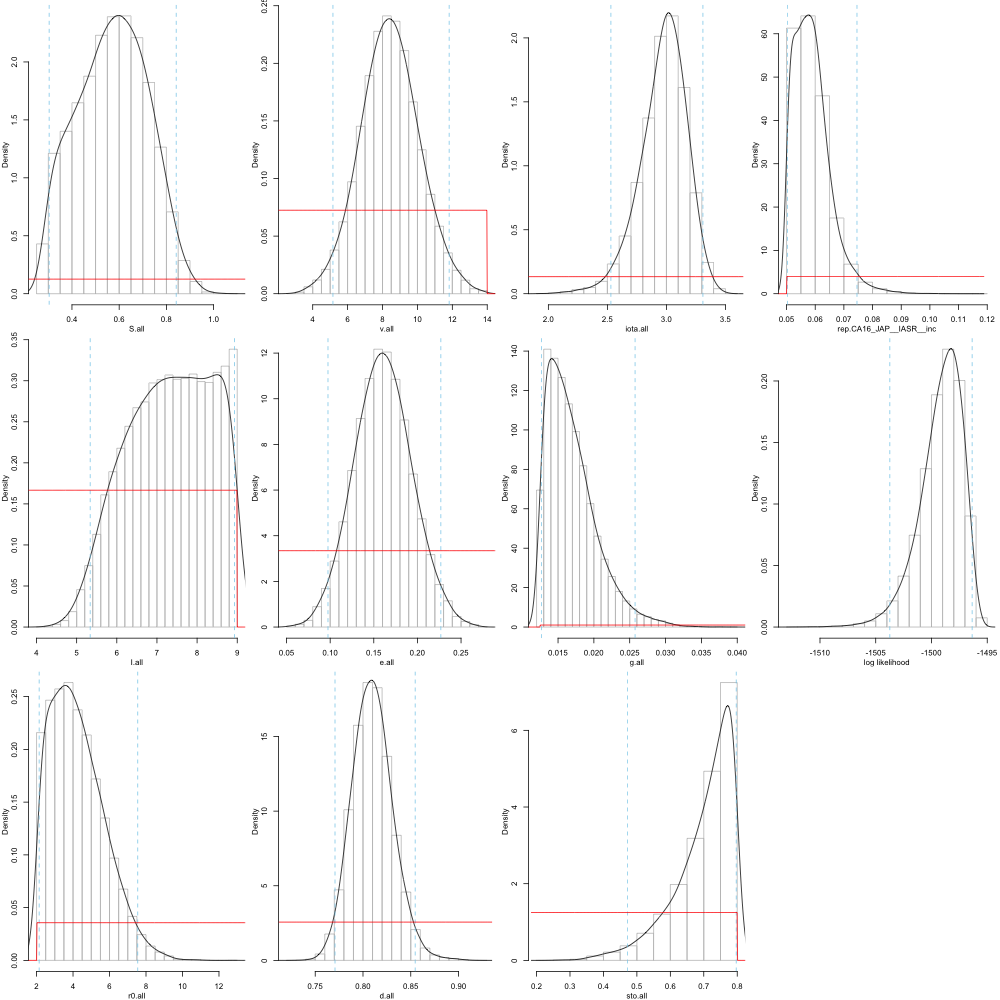 Density
0.0 0.5 1.0 1.5 2.0
0.4 0.6 0.8 1.0
S.all
Density
0.00 0.05 0.10 0.15 0.20 0.25
4 6 8 10 12 14
v.all
Density
0.0 0.5 1.0 1.5 2.0
2.0 2.5 3.0 3.5
iota.all
Density
0 10 20 30 40 50 60
0.05 0.06 0.07 0.08 0.09 0.10 0.11 0.12
rep.CA16_JAP__IASR__inc
Density
0.00 0.05 0.10 0.15 0.20 0.25 0.30 0.35
4 5 6 7 8 9
l.all
Density
0 2 4 6 8 10 12
0.05 0.10 0.15 0.20 0.25
e.all
Density
0 20 40 60 80 100 120 140
0.015 0.020 0.025 0.030 0.035 0.040
g.all
Density
0.00 0.05 0.10 0.15 0.20
-1510 -1505 -1500 -1495
log likelihood
Density
0.00 0.05 0.10 0.15 0.20 0.25
2 4 6 8 10 12
r0.all
Density
0 5 10 15
0.75 0.80 0.85 0.90
d.all
Density
0 2 4 6
0.2 0.3 0.4 0.5 0.6 0.7 0.8
sto.all